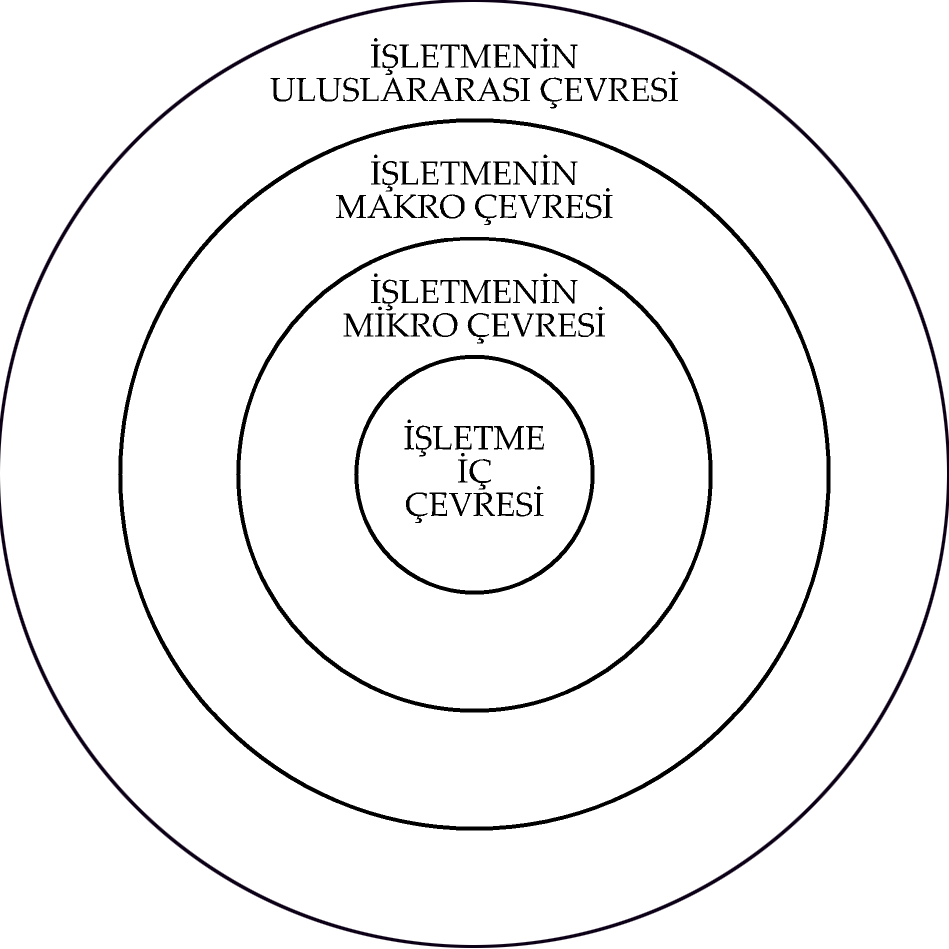 İŞLETMENİN
ULUSLARARASI ÇEVRESİ
İŞLETMENİN
MAKRO ÇEVRESİ
İŞLETMENİN
MİKRO ÇEVRESİ
İŞLETME
İÇ
ÇEVRESİ